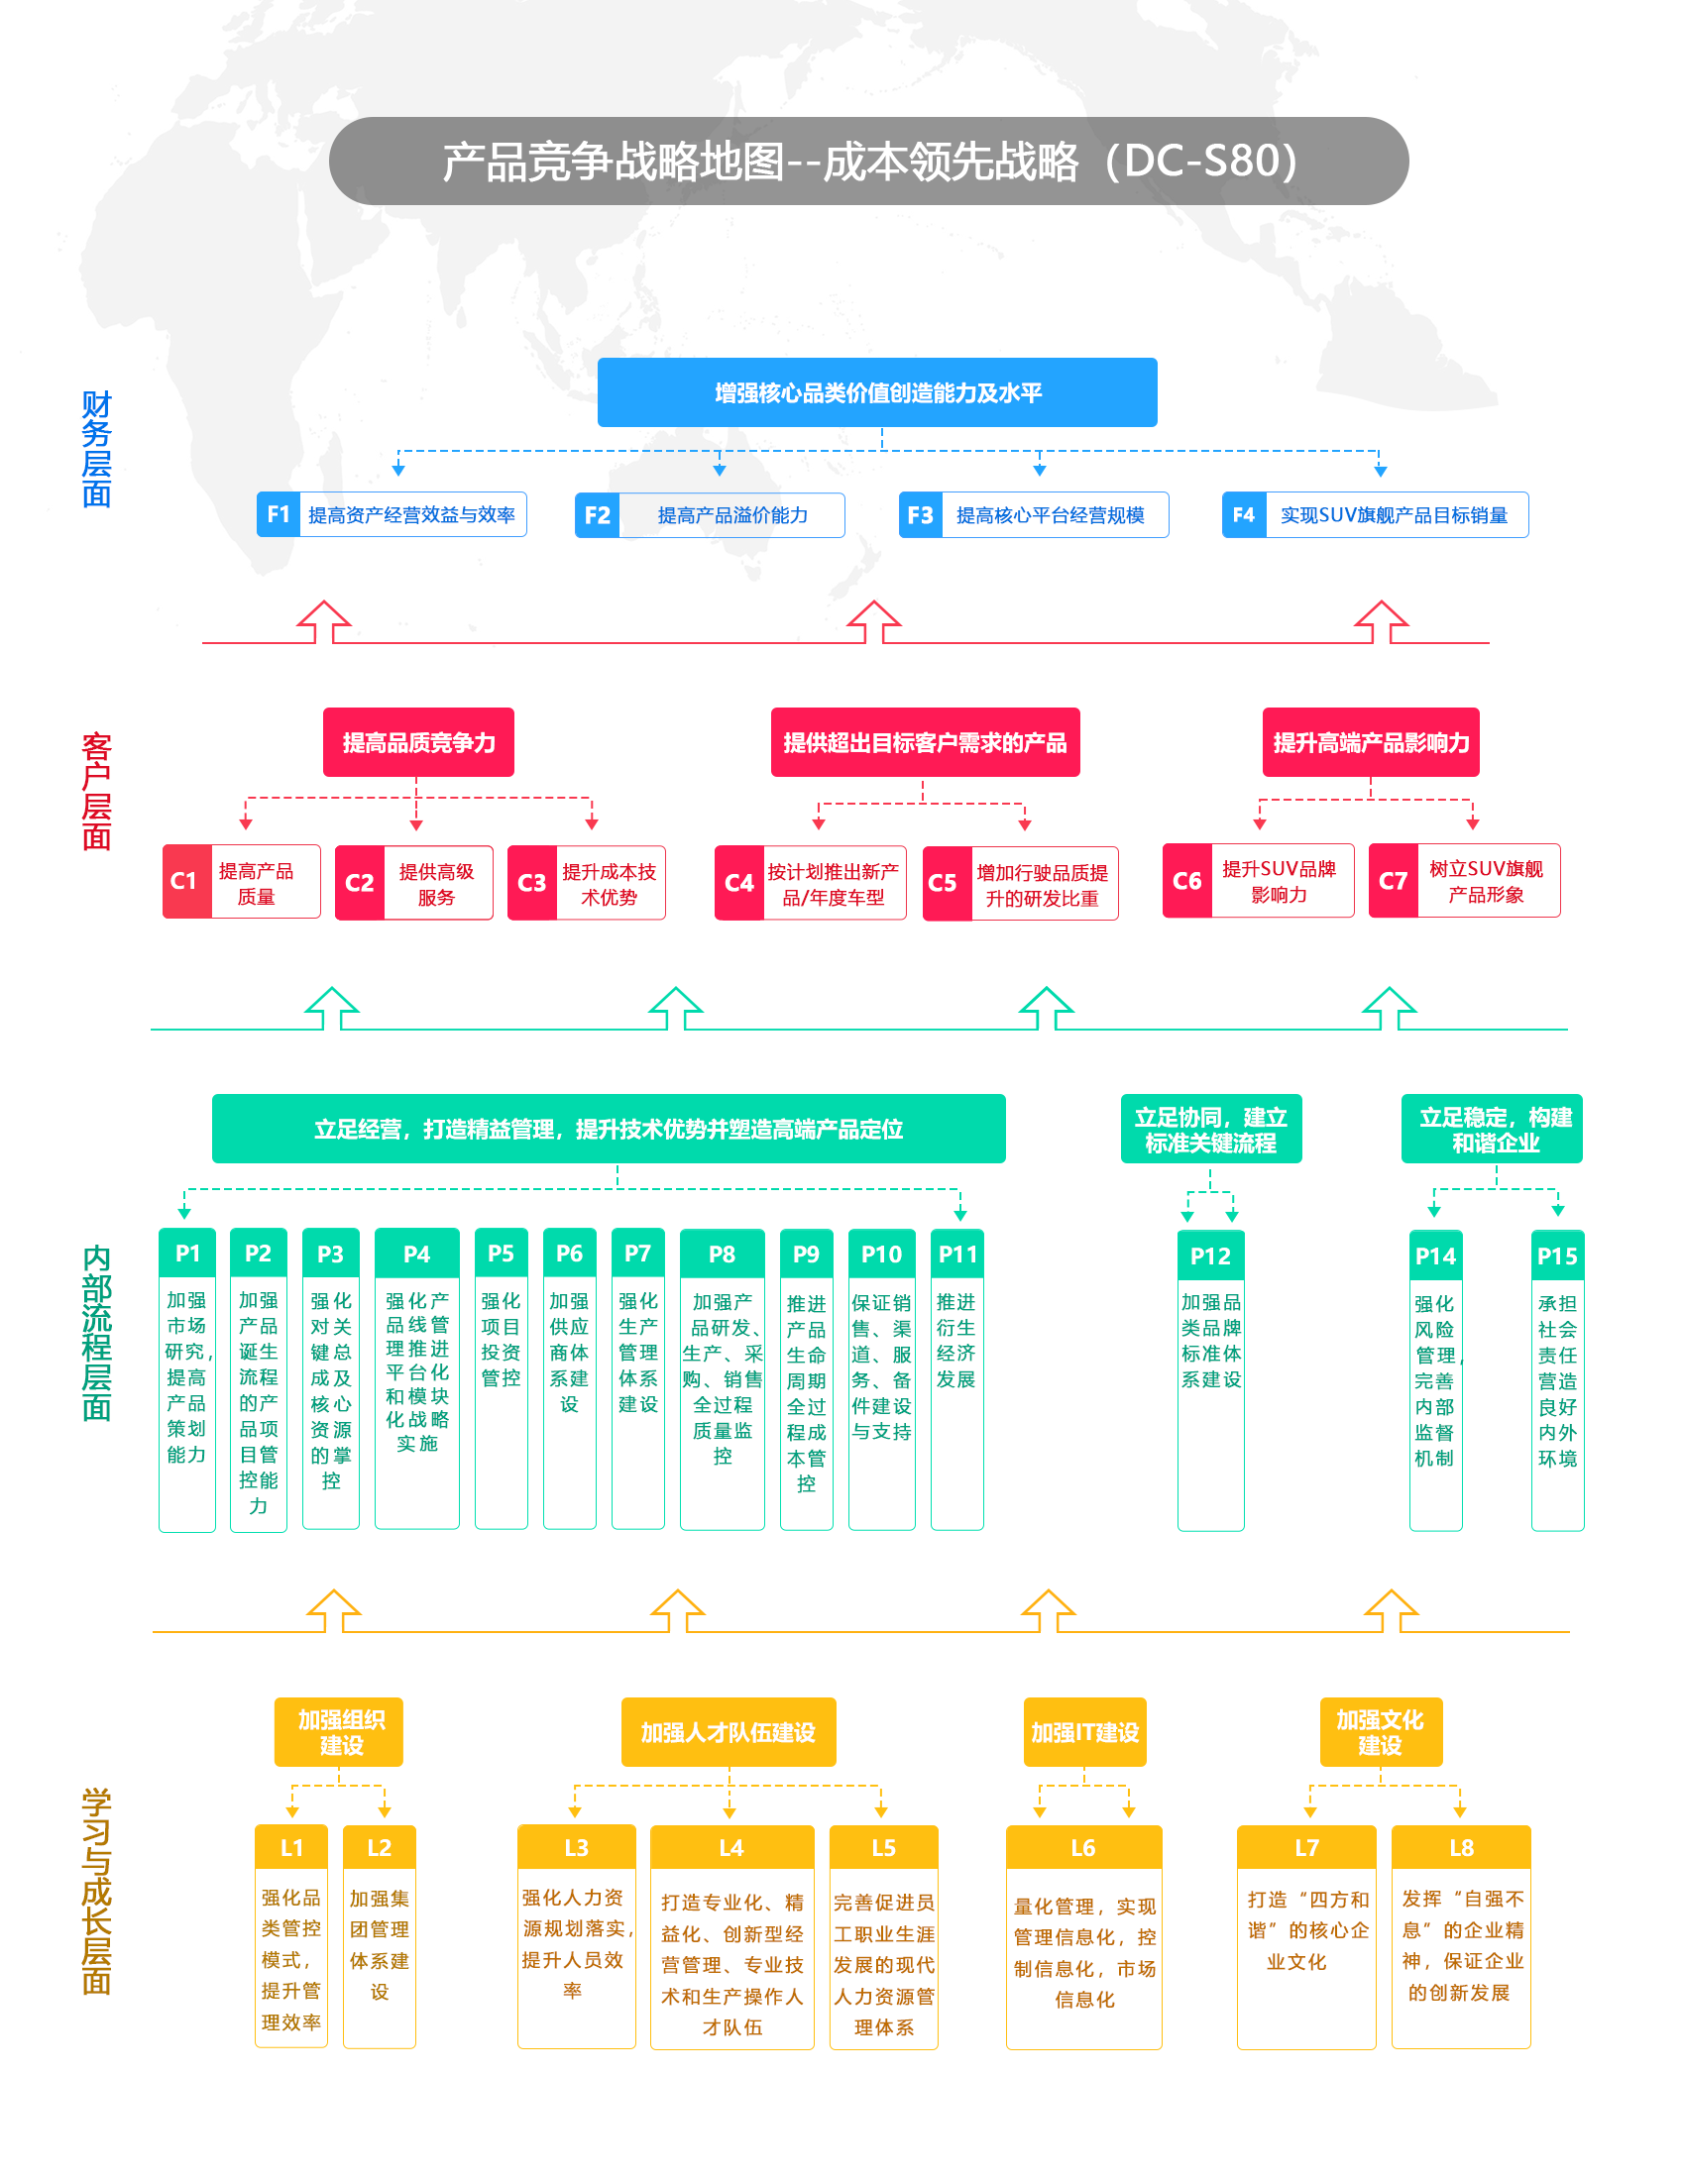 产品竞争战略地图--成本领先战略（DC-S80）
财务层面
增强核心品类价值创造能力及水平
F1 提高资产经营效益与效率
F2 提高产品溢价能力
F3 提高核心平台经营规模
F4 实现SUV旗舰产品目标销量
客户层面
提高品质竞争力
提供超出目标客户需求的产品
提升高端产品影响力
C1
提高产品
质量
C2
提供高级
服务
C3
提升成本技
术优势
C4
按计划推出新产
品/年度车型
C5
增加行驶品质提
升的研发比重
C6
提升SUV品牌
影响力
C7
树立SUV旗舰
产品形象
内部流程层面
立足经营，打造精益管理，提升技术优势并塑造高端产品定位
立足协同，建立
标准关键流程
立足稳定，构建
和谐企业
P1
加强
市场
研究，
提高
产品
策划
能力
P2
加强
产品
诞生
流程
的产
品项
目管
控能
力
P3
强化
对关
键总
成及
核心
资源
的掌
控
P4
强化产
品线管
理推进
平台化
和模块
化战略
实施
P5
强化
项目
投资
管控
P6
加强
供应
商体
系建
设
P7
强化
生产
管理
体系
建设
P8
加强产
品研发、
生产、采
购、销售
全过程
质量监
控
P9
推进
产品
生命
周期
全过
程成
本管
控
P10
保证销
售、渠
道、服
务、备
件建设
与支持
P11
推进
衍生
经济
发展
P12
加强品
类品牌
标准体
系建设
P14
强化
风险
管理，
完善
内部
监督
机制
P15
承担
社会
责任
营造
良好
内外
环境
学习与成长层面
加强组织
建设
加强人才队伍建设
加强IT建设
加强文化
建设
L1
强化品
类管控
模式，
提升管
理效率
L2
加强集
团管理
体系建
设
L3
强化人力资
源规划落实，
提升人员效
率
L4
打造专业化、精
益化、创新型经
营管理、专业技
术和生产操作人
才队伍
L5
完善促进员
工职业生涯
发展的现代
人力资源管
理体系
L6
量化管理，实现
管理信息化，控
制信息化，市场
信息化
L7
打造“四方和
谐”的核心企
业文化
L8
发挥“自强不
息”的企业精
神，保证企业
的创新发展